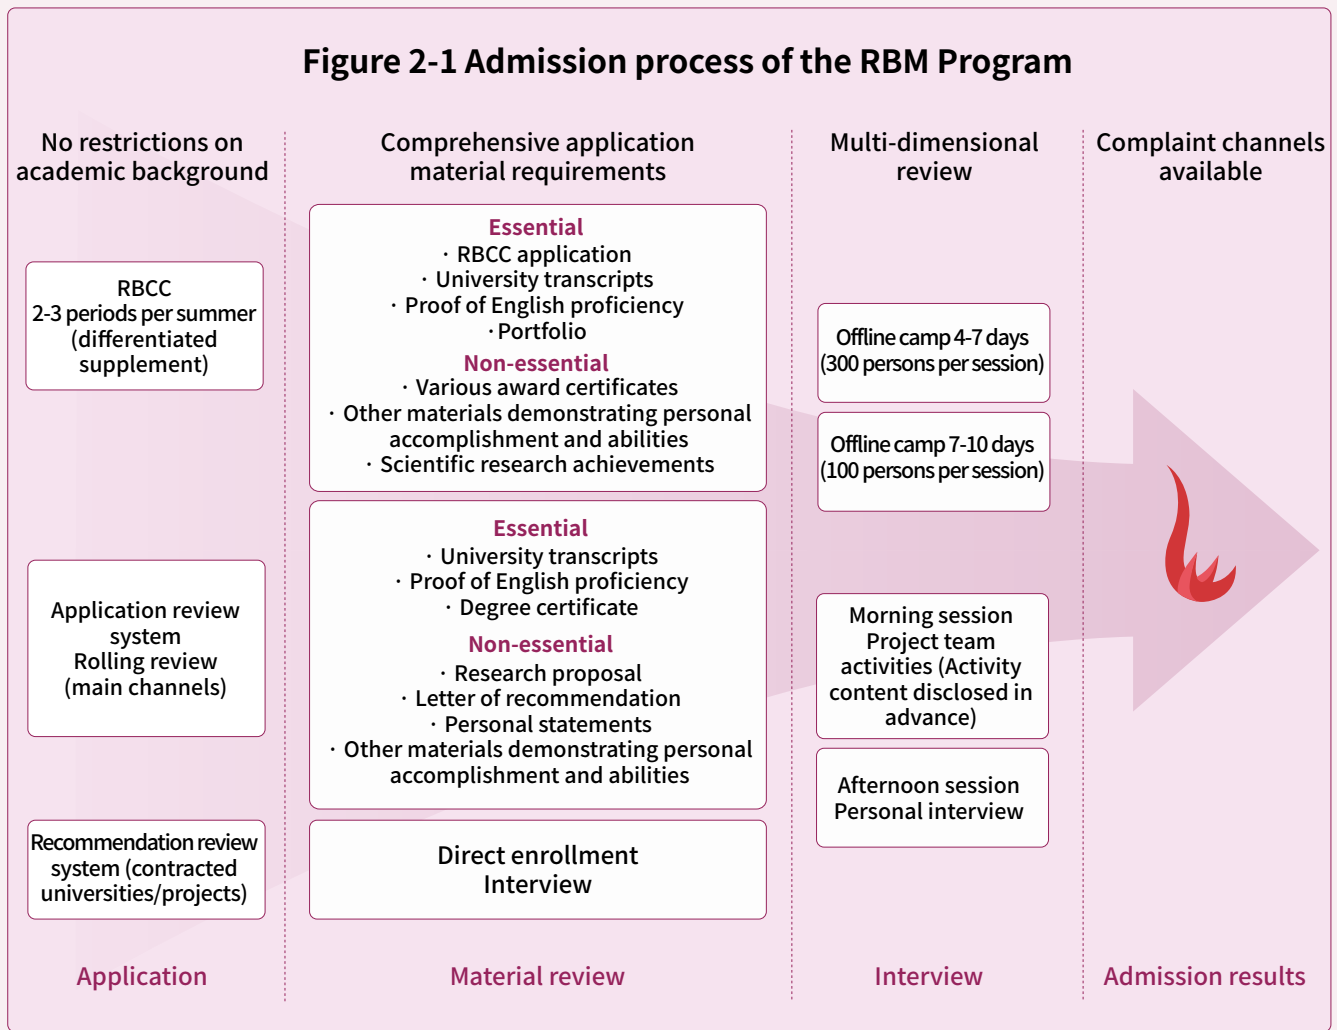 Figure 2-1 Admission process of the RBM Program
No restrictions on
academic background
RBCC
2-3 periods per summer
(differentiated
supplement)
Application review
system
Rolling review
(main channels)
Recommendation review
system (contracted
universities/projects)
Application
Comprehensive application
material requirements
Essential
· RBCC application
· University transcripts
· Proof of English proficiency
· Portfolio
Non-essential
· Various award certificates
· Other materials demonstrating personal
accomplishment and abilities
· Scientific research achievements
Essential
· University transcripts
· Proof of English proficiency
· Degree certificate
Non-essential
· Research proposal
· Letter of recommendation
· Personal statements
· Other materials demonstrating personal
accomplishment and abilities
Direct enrollment
Interview
Material review
Multi-dimensional
review
Offline camp 4-7 days
(300 persons per session)
Offline camp 7-10 days
(100 persons per session)
Morning session
Project team
activities (Activity
content disclosed in
advance)
Afternoon session
Personal interview
Interview
Complaint channels
available
Admission results